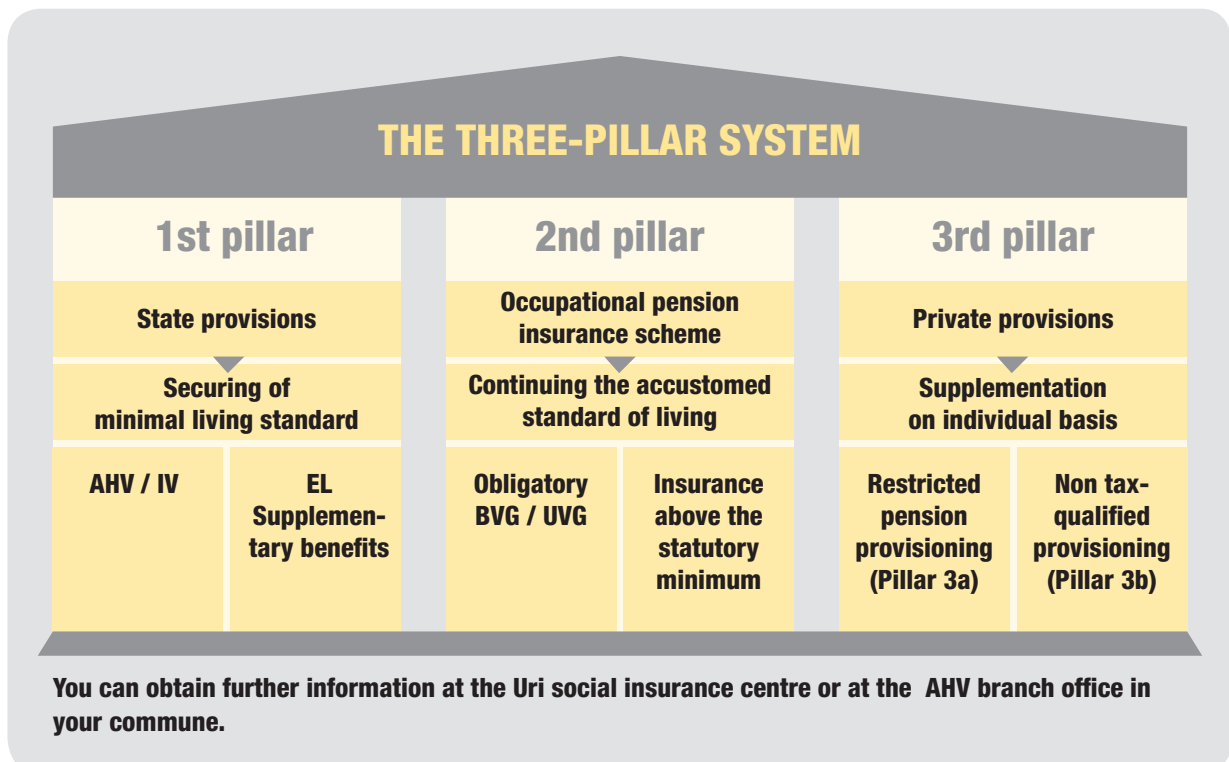 THE THREE-PILLAR SYSTEM
1st pillar
State provisions
Securing of
minimal living standard
AHV / IV
EL
Supplemen-
tary benefits
2nd pillar
Occupational pension
insurance scheme
Continuing the accustomed
standard of living
Obligatory
BVG / UVG
Insurance
above the
statutory
minimum
3rd pillar
Private provisions
Supplementation
on individual basis
Restricted
pension
provisioning
(Pillar 3a)
Non tax-
qualified
provisioning
(Pillar 3b)
You can obtain further information at the Uri social insurance centre or at the AHV branch office in
your commune.